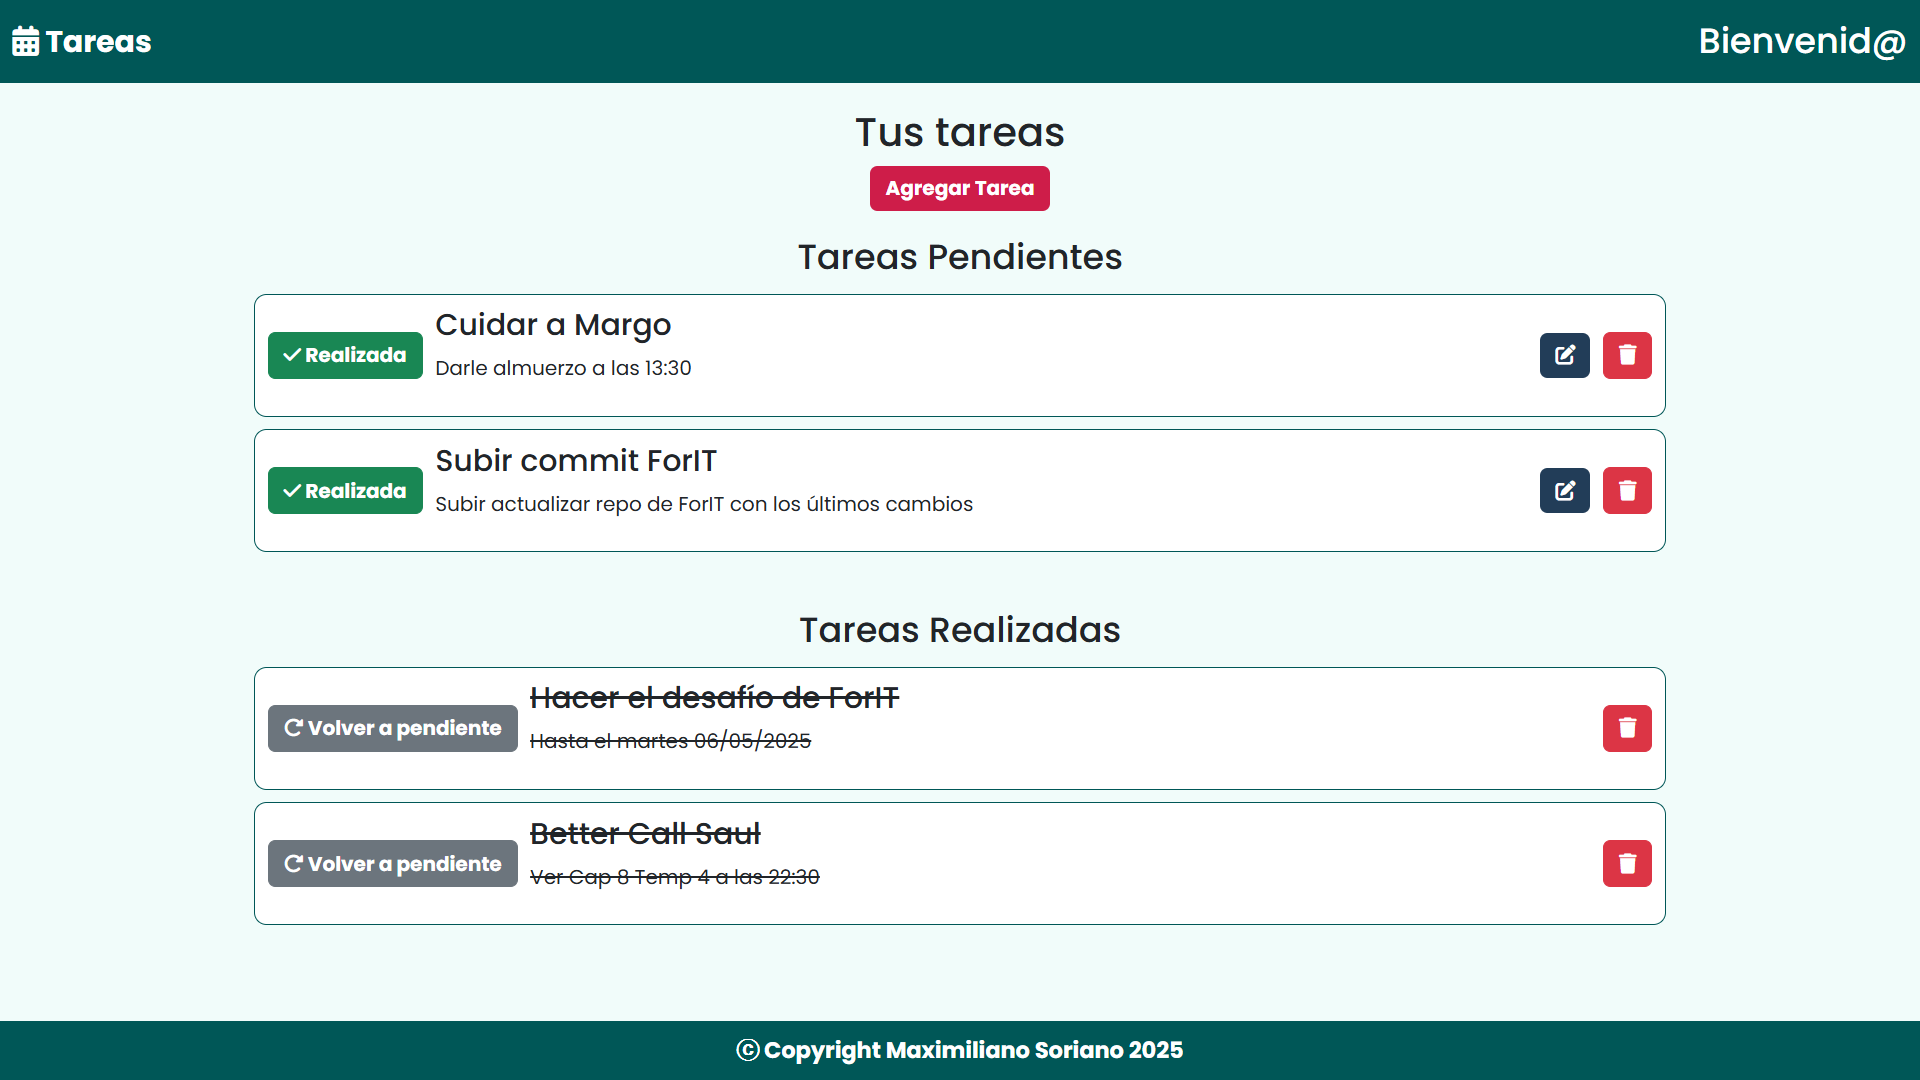 Tareas
Bienvenid@
Tus tareas
Agregar Tarea
Tareas Pendientes
Cuidar a Margo
Realizada
Darle almuerzo a las 13:30
Subir commit ForIT
Realizada
Subir actualizar repo de ForIT con los últimos cambios
Tareas Realizadas
Hacer el desafío de ForIT
Volver a pendiente
Hasta el martes 06/05/2025
Better Call Saul
Volver a pendiente
Ver Cap 8 Temp 4 a las 22:30
© Copyright Maximiliano Soriano 2025